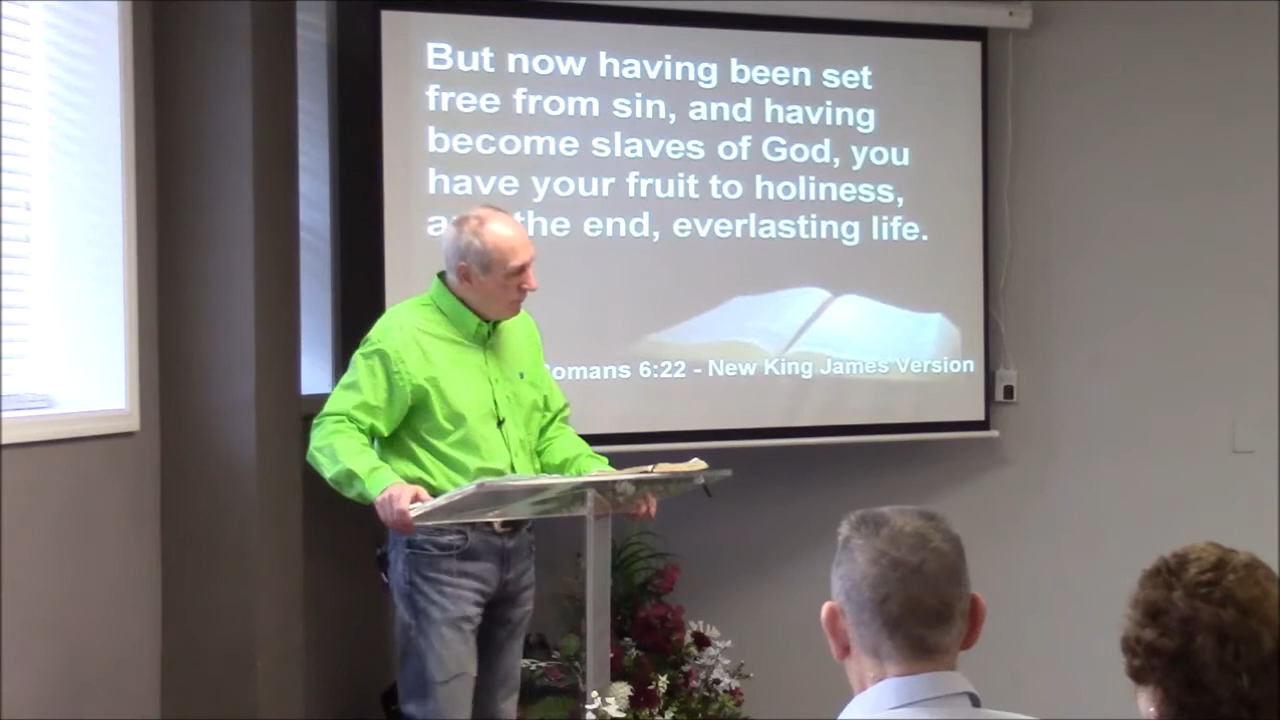 But now having been set
free from sin, and having
become slaves of God, you
have your fruit to holiness,
the end, everlasting life.
Romans 6:22 - New King James Version